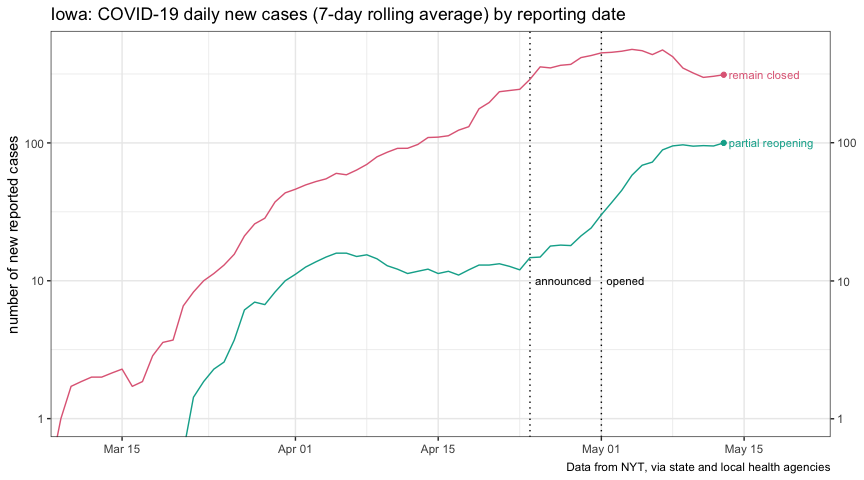 Iowa: COVID-19 daily new cases (7-day rolling average) by reporting date
number of new reported cases
remain closed
100
partial reopening
100
10
announced
opened
10
1
1
Mar 15
Apr 01
Apr 15
May 01
May 15
Data from NYT, via state and local health agencies